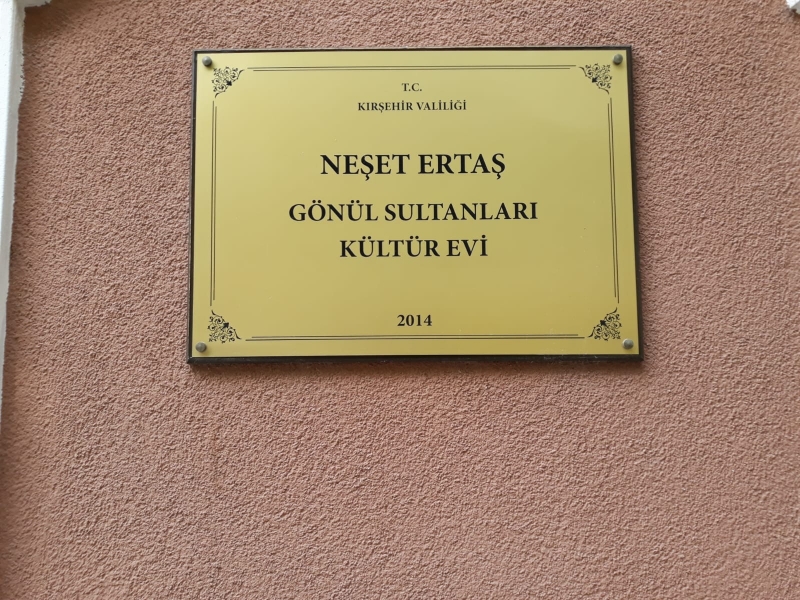 T.C.
KIRŞEHİR VALİLİĞİ
NEŞET ERTAŞ
GÖNÜL SULTANLARI
KÜLTÜR EVİ
2014